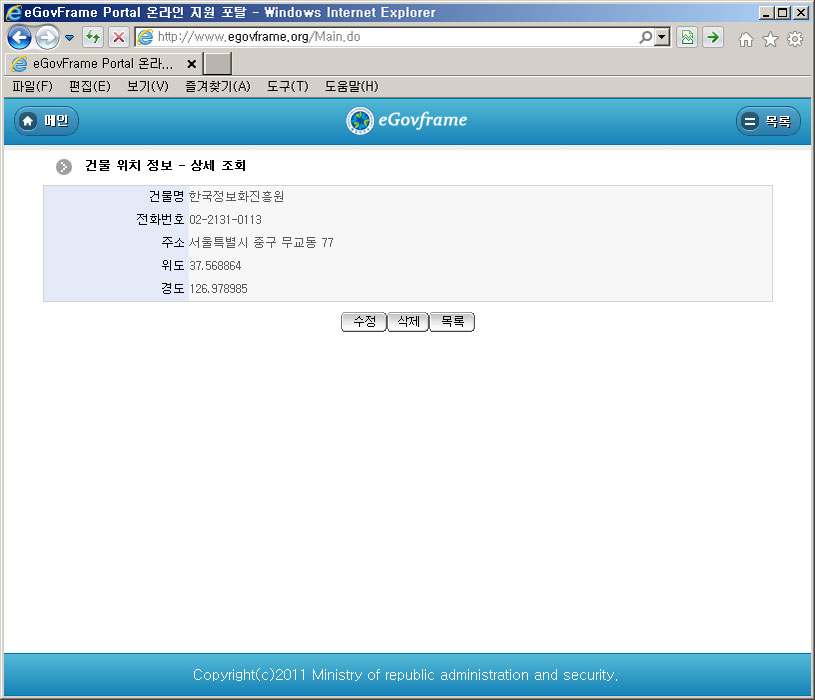 eGovFrame Portal 온라인 지원 포탈 - Windows Internet Explorer
http://www.egovframe.org/Main.do
eGovFrame Portal 온라...
파일(F) 편집(E) 보기(V) 즐겨찾기(A) 도구(T) 도움말(H)
메인 eGovframe 목록
건물 위치 정보 - 상세 조회
건물명 한국정보화진흥원
전화번호 02-2131-0113
주소 서울특별시 중구 무교동 77
위도 37.568864
경도 126.978985
수정 삭제 목록
Copyright(c)2011 Ministry of republic administration and security.